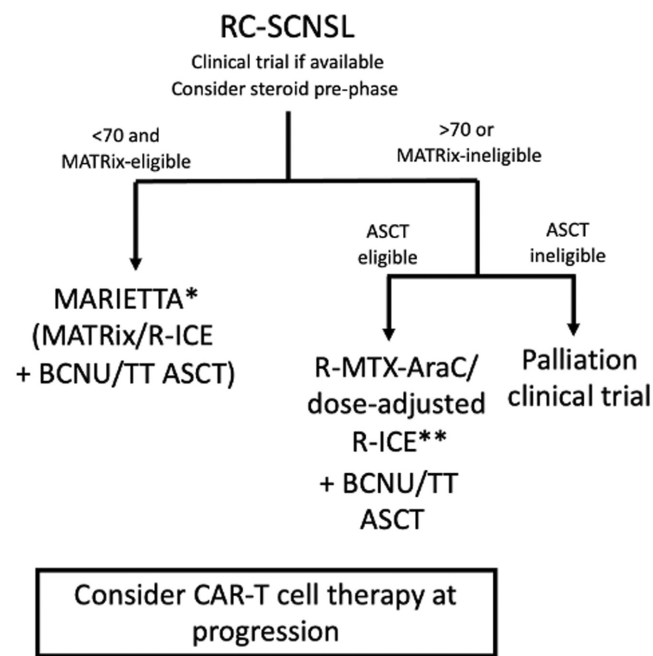 RC-SCNSL
Clinical trial if available
Consider steroid pre-phase
<70 and
MATRix-eligible
>70 or
MATRix-ineligible
ASCT
eligible
ASCT
ineligible
MARIETTA*
(MATRix/R-ICE
+ BCNU/TT ASCT)
R-MTX-AraC/
dose-adjusted
R-ICE**
+ BCNU/TT
ASCT
Palliation
clinical trial
Consider CAR-T cell therapy at
progression